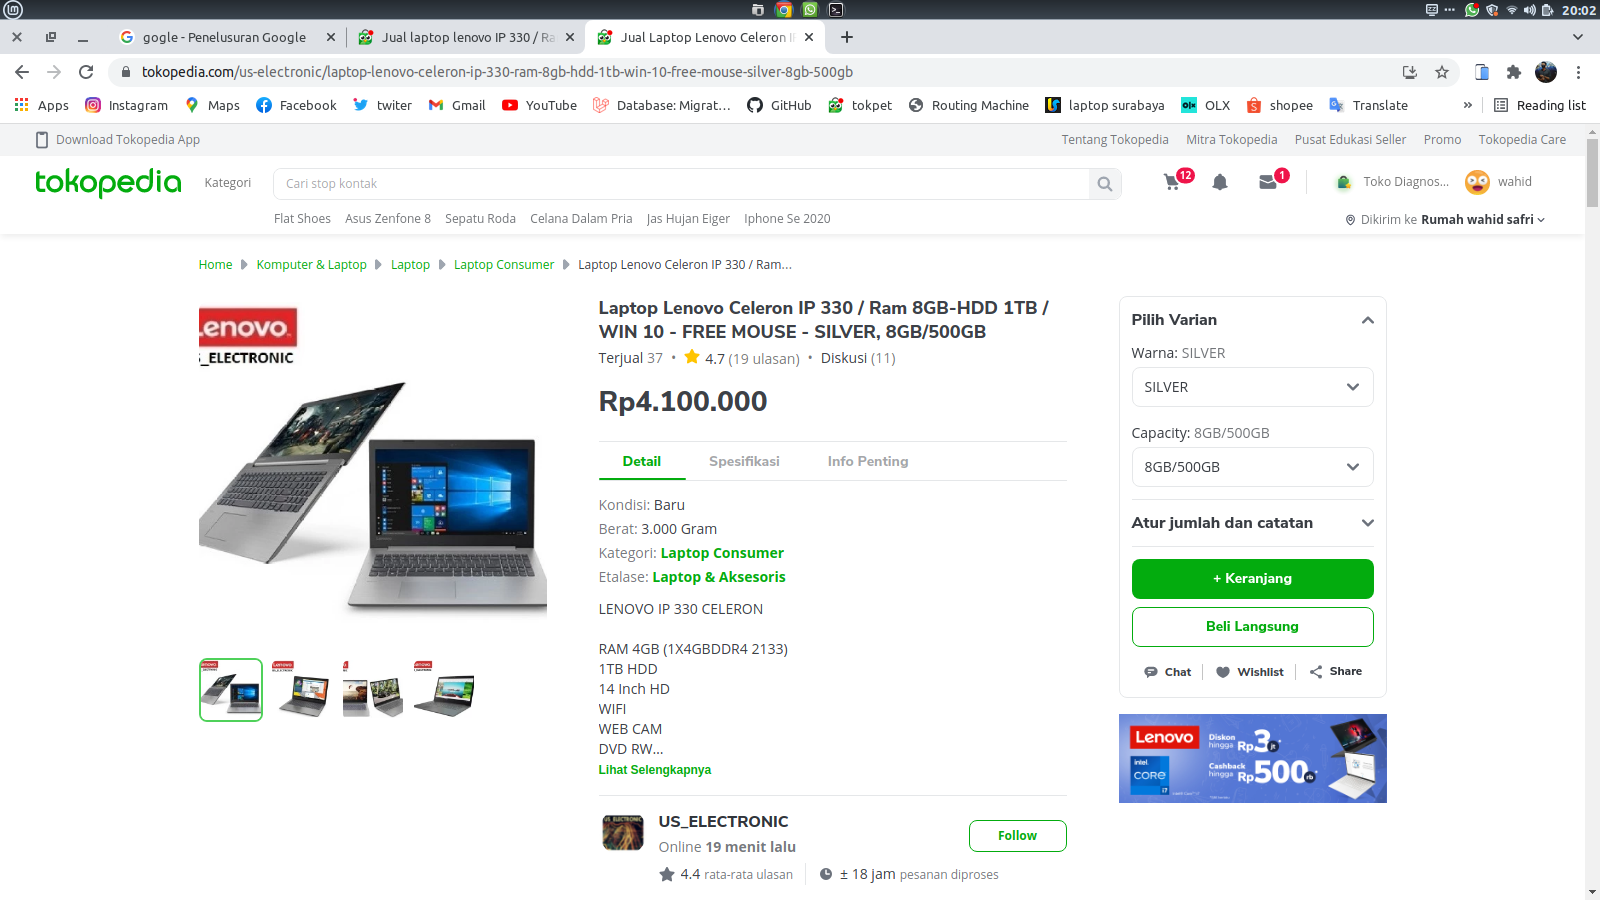 20:02
gogle - Penelusuran Google
Jual laptop lenovo IP 330 / Ra
Jual Laptop Lenovo Celeron I
tokopedia.com/us-electronic/laptop-lenovo-celeron-ip-330-ram-8gb-hdd-1tb-win-10-free-mouse-silver-8gb-500gb
Apps Instagram Maps Facebook twiter Gmail YouTube Database: Migrat... GitHub tokpet Routing Machine laptop surabaya OLX shopee Translate » Reading list
Download Tokopedia App
Tentang Tokopedia Mitra Tokopedia Pusat Edukasi Seller Promo Tokopedia Care
tokopedia Kategori Cari stop kontak 12 1 Toko Diagnos... wahid
Flat Shoes Asus Zenfone 8 Sepatu Roda Celana Dalam Pria Jas Hujan Eiger Iphone Se 2020
Dikirim ke Rumah wahid safri
Home Komputer & Laptop Laptop Laptop Consumer Laptop Lenovo Celeron IP 330 / Ram...
enovo.
S_ELECTRONIC
Laptop Lenovo Celeron IP 330 / Ram 8GB-HDD 1TB /
WIN 10 - FREE MOUSE - SILVER, 8GB/500GB
Terjual 37 • 4.7 (19 ulasan) • Diskusi (11)
Rp4.100.000
Detail Spesifikasi Info Penting
Kondisi: Baru
Berat: 3.000 Gram
Kategori: Laptop Consumer
Etalase: Laptop & Aksesoris
LENOVO IP 330 CELERON
RAM 4GB (1X4GBDDR4 2133)
1TB HDD
14 Inch HD
WIFI
WEB CAM
DVD RW...
Lihat Selengkapnya
US_ELECTRONIC
Online 19 menit lalu
Follow
4.4 rata-rata ulasan ± 18 jam pesanan diproses
Pilih Varian
Warna: SILVER
SILVER
Capacity: 8GB/500GB
8GB/500GB
Atur jumlah dan catatan
+ Keranjang
Beli Langsung
Chat Wishlist Share
Lenovo
Diskon
hingga Rp3 jt
intel
CORE
i7
Cashback
hingga Rp500 rb